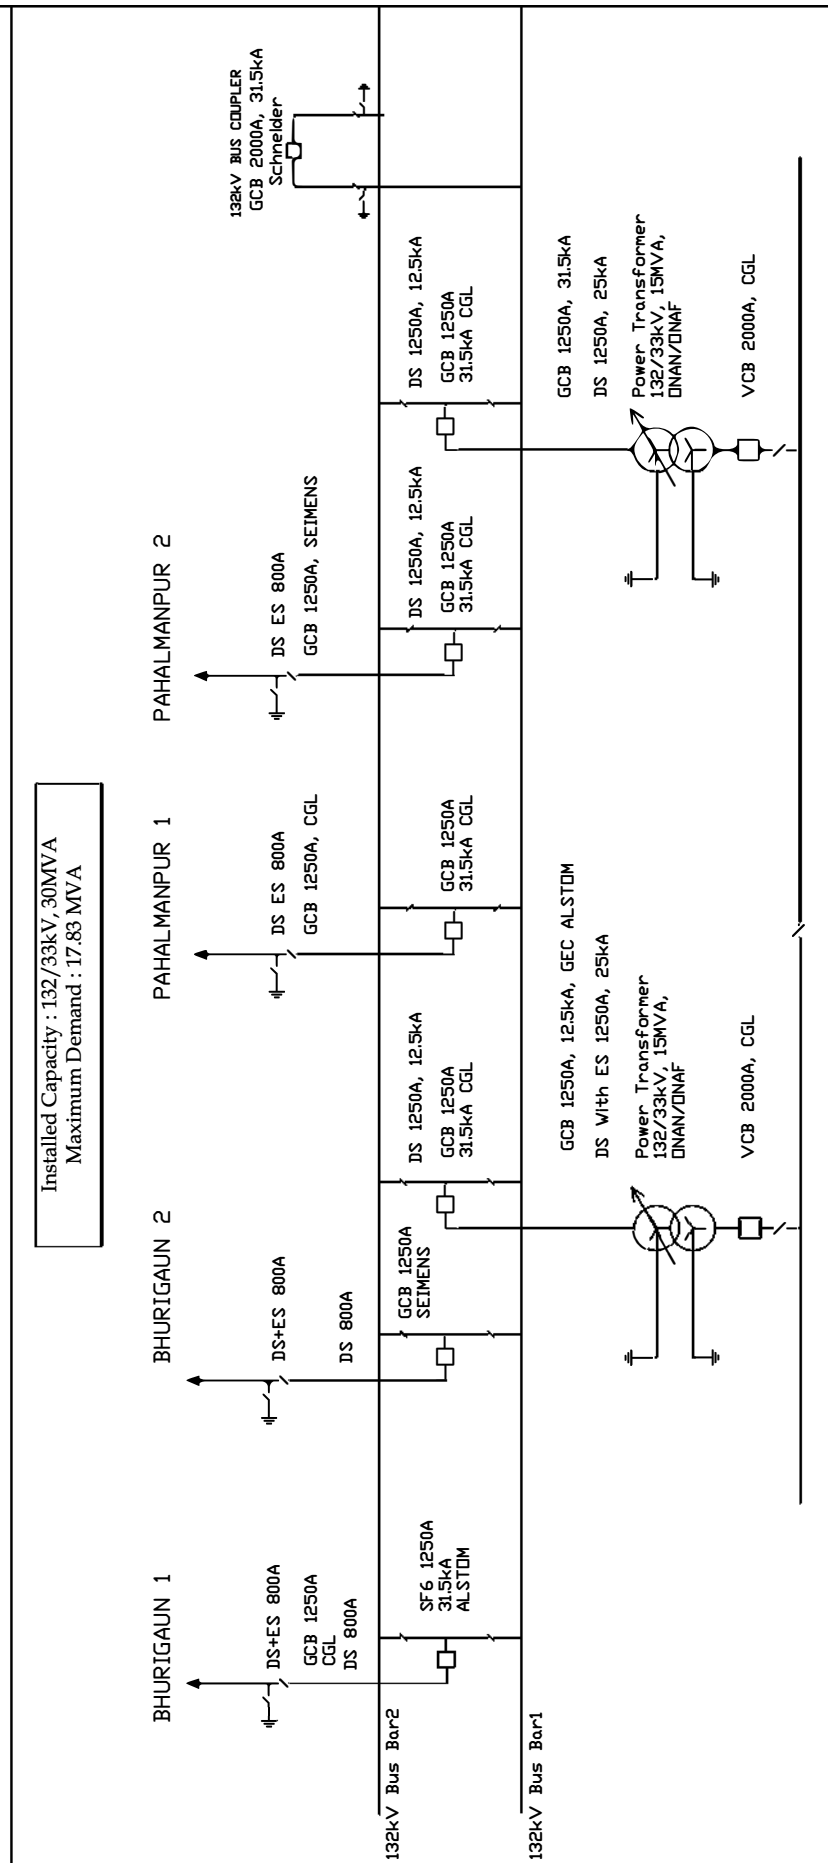 Installed Capacity : 132/33kV, 30MVA
Maximum Demand : 17.83 MVA
BHURIGAUN 1
BHURIGAUN 2
PAHALMANPUR 1
PAHALMANPUR 2
DS+ES 800A
GCB 1250A
CGL
DS 800A
DS+ES 800A
DS 800A
DS ES 800A
GCB 1250A, CGL
DS ES 800A
GCB 1250A, SEIMENS
132kV BUS COUPLER
GCB 2000A, 31.5kA
Schneider
132kV Bus Bar2
SF6 1250A
31.5kA
ALSTOM
GCB 1250A
SEIMENS
DS 1250A, 12.5kA
GCB 1250A
31.5kA CGL
GCB 1250A
31.5kA CGL
DS 1250A, 12.5kA
GCB 1250A
31.5kA CGL
DS 1250A, 12.5kA
GCB 1250A
31.5kA CGL
132kV Bus Bar1
GCB 1250A, 12.5kA, GEC ALSTOM
DS With ES 1250A, 25kA
Power Transformer
132/33kV, 15MVA,
ONAN/ONAF
VCB 2000A, CGL
GCB 1250A, 31.5kA
DS 1250A, 25kA
Power Transformer
132/33kV, 15MVA,
ONAN/ONAF
VCB 2000A, CGL